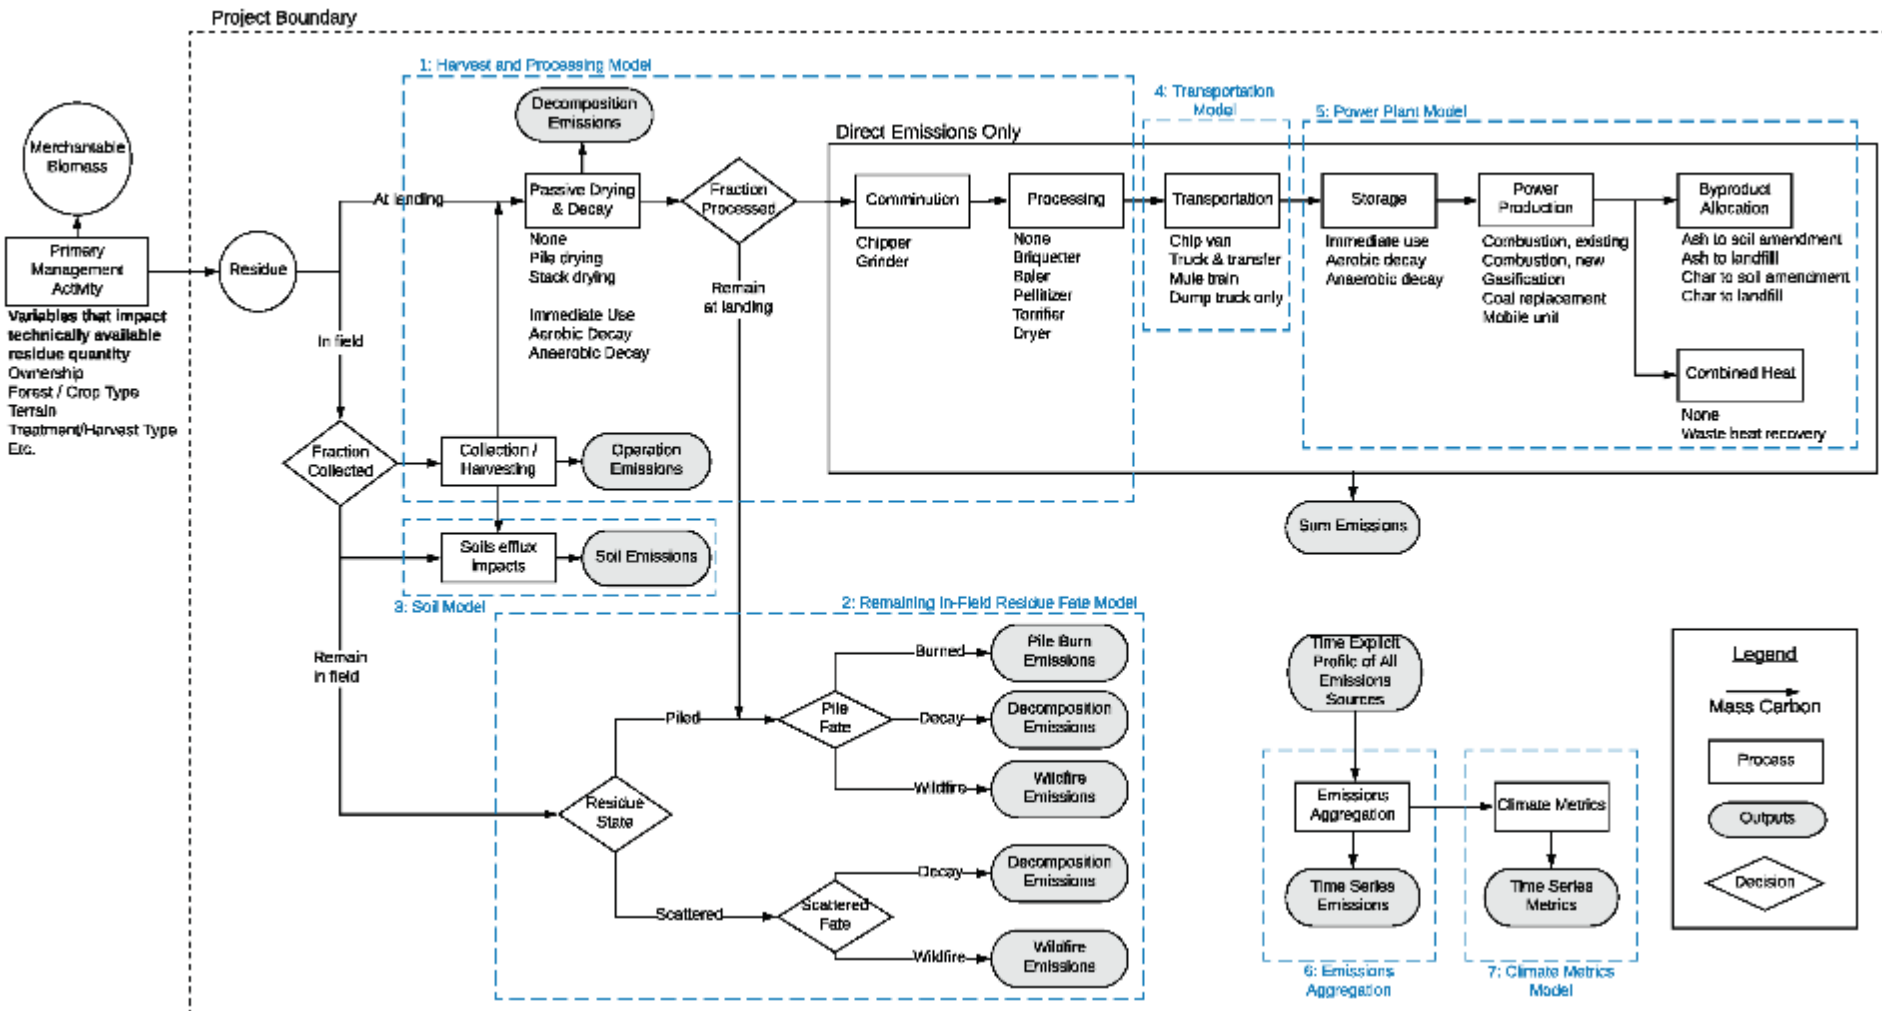 Project Boundary
1: Harvest and Processing Model
Decomposition
Emissions
4: Transportation
Model
5: Power Plant Model
Direct Emissions Only
Merchantable
Biomass
Primary
Management
Activity
Variables that impact
technically available
residue quantity
Ownership
Forest / Crop Type
Terrain
Treatment/Harvest Type
Etc.
Residue
At landing
In field
Passive Drying
& Decay
None
Pile drying
Stack drying
Immediate Use
Aerobic Decay
Anaerobic Decay
Fraction
Processed
Remain
at landing
Comminution
Chipper
Grinder
Processing
None
Briquetter
Baler
Pellitizer
Torrifier
Dryer
Transportation
Chip van
Truck & transfer
Mule train
Dump truck only
Storage
Immediate use
Aerobic decay
Anaerobic decay
Power
Production
Combustion, existing
Combustion, new
Gasification
Coal replacement
Mobile unit
Byproduct
Allocation
Ash to soil amendment
Ash to landfill
Char to soil amendment
Char to landfill
Combined Heat
None
Waste heat recovery
Fraction
Collected
Collection /
Harvesting
Operation
Emissions
Sum Emissions
Soils efflux
impacts
Soil Emissions
3: Soil Model
2: Remaining In-Field Residue Fate Model
Remain
in field
Residue
State
Piled
Pile
Fate
Burned
Pile Burn
Emissions
Decay
Decomposition
Emissions
Wildfire
Wildfire
Emissions
Scattered
Scattered
Fate
Decay
Decomposition
Emissions
Wildfire
Wildfire
Emissions
Time Explicit
Profile of All
Emissions
Sources
Emissions
Aggregation
Climate Metrics
Time Series
Emissions
Time Series
Metrics
6: Emissions
Aggregation
7: Climate Metrics
Model
Legend
Mass Carbon
Process
Outputs
Decision